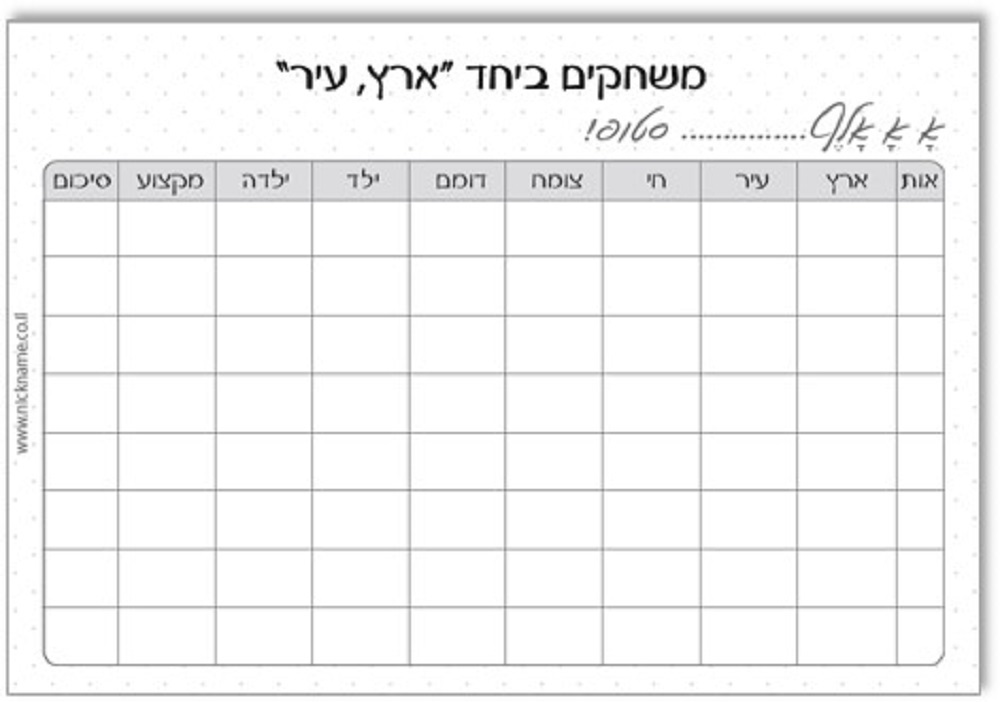 משחקים ביחד "ארץ, עיר"
אָ אָ אָלֶף............... סטופ!
אות ארץ עיר חי צומח דומם ילד ילדה מקצוע סיכום
www.nickname.co.il